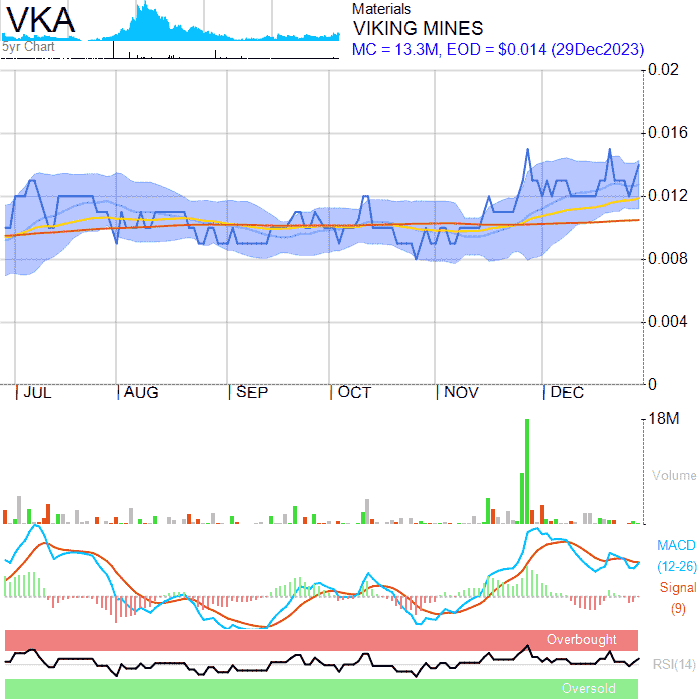 VKA
5yr Chart
Materials
VIKING MINES
MC = 13.3M, EOD = $0.014 (29Dec2023)
0.02
0.016
0.012
0.008
0.004
0
JUL AUG SEP OCT NOV DEC
18M
Volume
MACD
(12-26)
Signal
(9)
Overbought
RSI(14)
Oversold